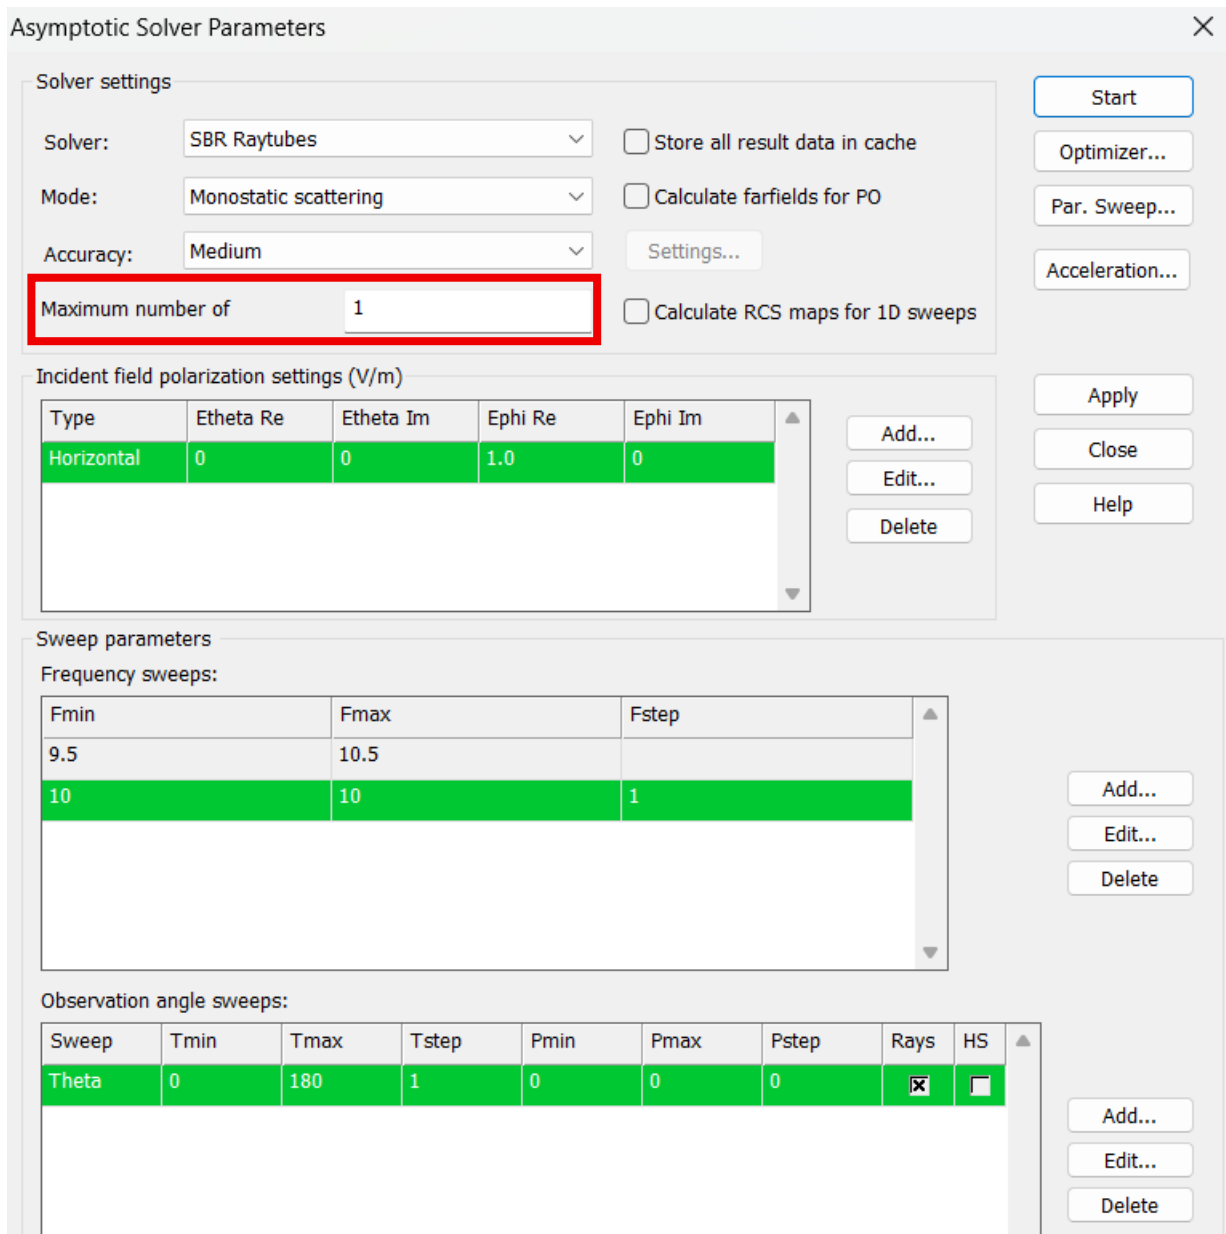 Asymptotic Solver Parameters
Solver settings
Solver: SBR Raytubes Store all result data in cache
Mode: Monostatic scattering Calculate farfields for PO
Accuracy: Medium Settings...
Maximum number of 1 Calculate RCS maps for 1D sweeps
Start
Optimizer...
Par. Sweep...
Acceleration...
Apply
Close
Help
Incident field polarization settings (V/m)
Type Etheta Re Etheta Im Ephi Re Ephi Im
Horizontal 0 0 1.0 0
Add...
Edit...
Delete
Sweep parameters
Frequency sweeps:
Fmin Fmax Fstep
9.5 10.5
10 10 1
Add...
Edit...
Delete
Observation angle sweeps:
Sweep Tmin Tmax Tstep Pmin Pmax Pstep Rays HS
Theta 0 180 1 0 0 0
Add...
Edit...
Delete